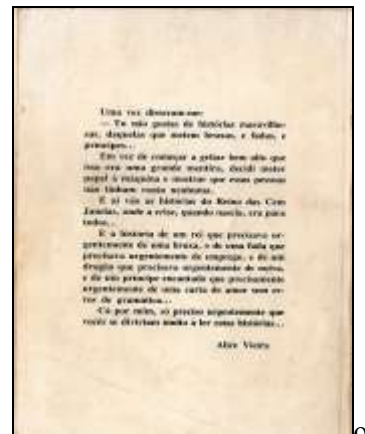 Uma vez disseram-me:
— Tu não gostas de histórias maravilho-
sas, daquelas que metem bruxas, e fadas, e
príncipes...
Em vez de começar a gritar bem alto que
isso era uma grande mentira, decidi meter
papel à máquina e mostrar que essas pessoas
não tinham razão nenhuma.
E aí vão as histórias do Reino das Cem
Janelas, onde a crise, quando nascia, era para
todos...
É a história de um rei que precisava ur-
gentemente de uma bruxa, e de uma fada que
precisava urgentemente de emprego, e de um
dragão que precisava urgentemente de
e de um príncipe encantado que precisamente
urgentemente de uma carta de amor sem er-
ros de gramática...
Cá por mim, só preciso urgentemente que
vocês se divirtam muito a ler estas histórias...
Alice Vieira